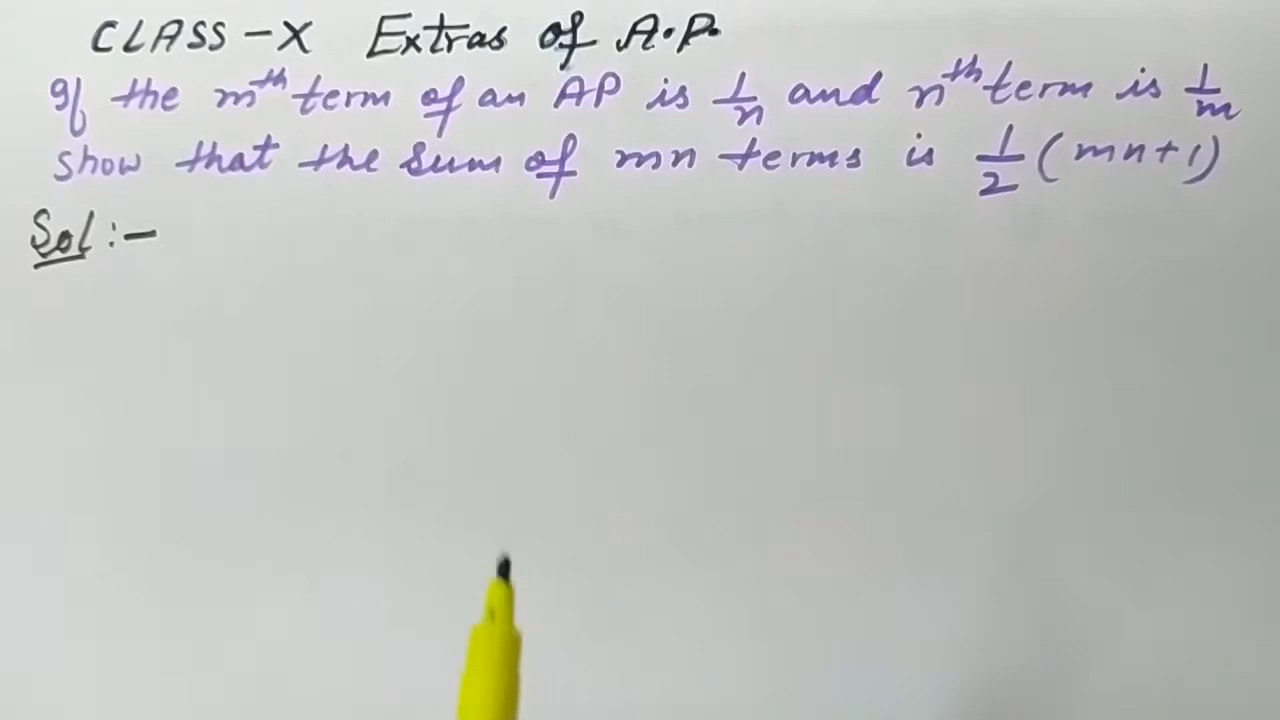 CLASS-X Extras of A.P.
If the mth term of an AP is 1/n and nth term is 1/m
show that the sum of mn terms is 1/2 (mn+1)
Sol:-